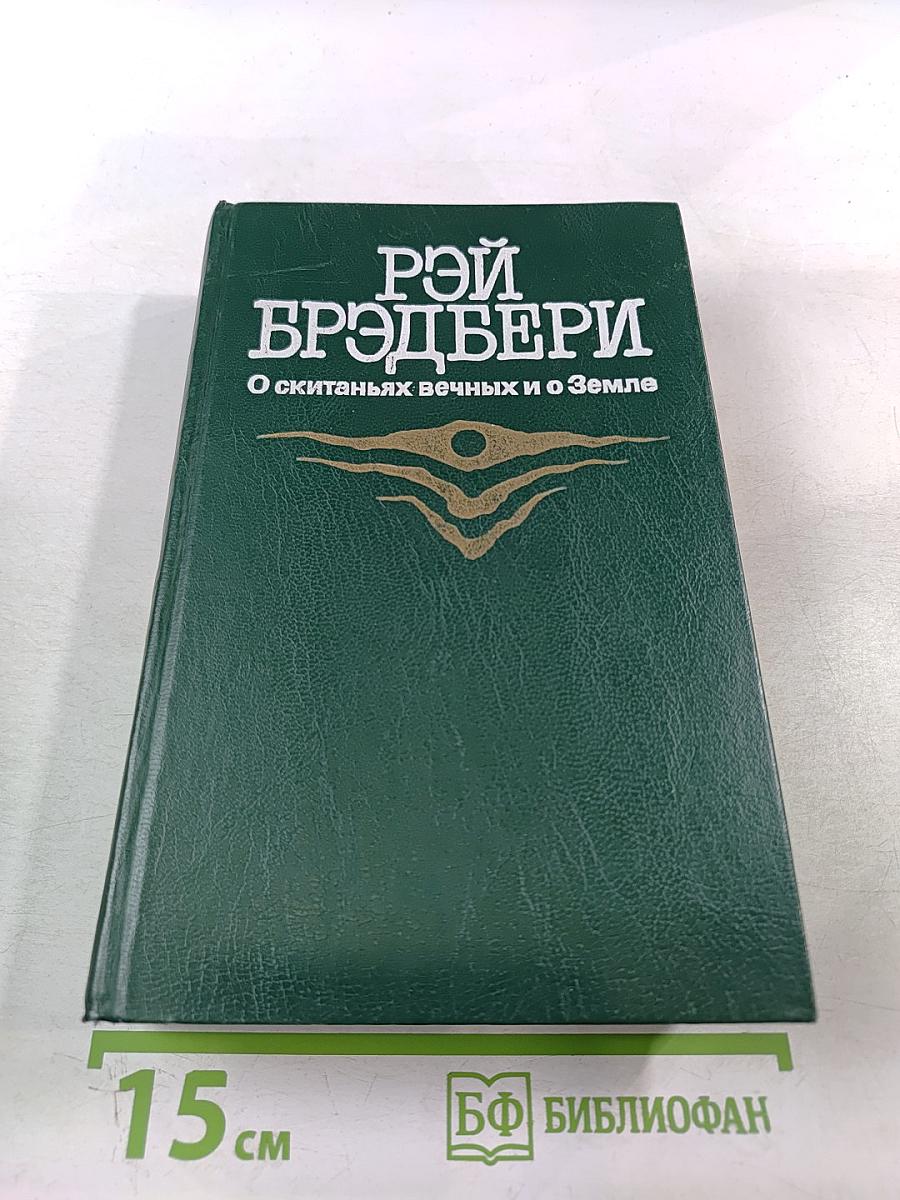 РЭЙ
БРЭДБЕРИ
О скитаньях вечных и о Земле
15 см
БФ БИБЛИОФАН